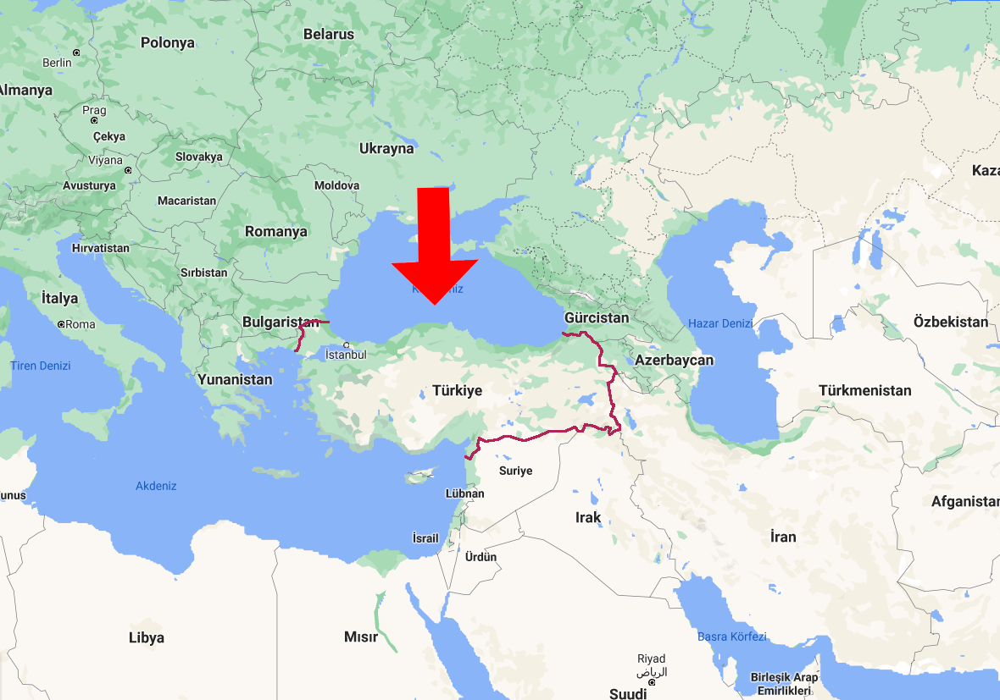 Belarus
Polonya
Berlin
Almanya
Prag
Çekya
Ukrayna
Slovakya
Viyana
Avusturya
Moldova
Kaza
Macaristan
Romanya
Hırvatistan
Sırbistan
İtalya
Roma
Bulgaristan
Gürcistan
Hazar Denizi
Özbekistan
İstanbul
Azerbaycan
Tiren Denizi
Yunanistan
Türkiye
Türkmenistan
Suriye
Akdeniz
Lübnan
unus
Afganistan
Irak
İsrail
İran
Ürdün
Libya
Mısır
Basra Körfezi
Riyad
الرياض
Birleşik Arap
Emirlikleri
Suudi